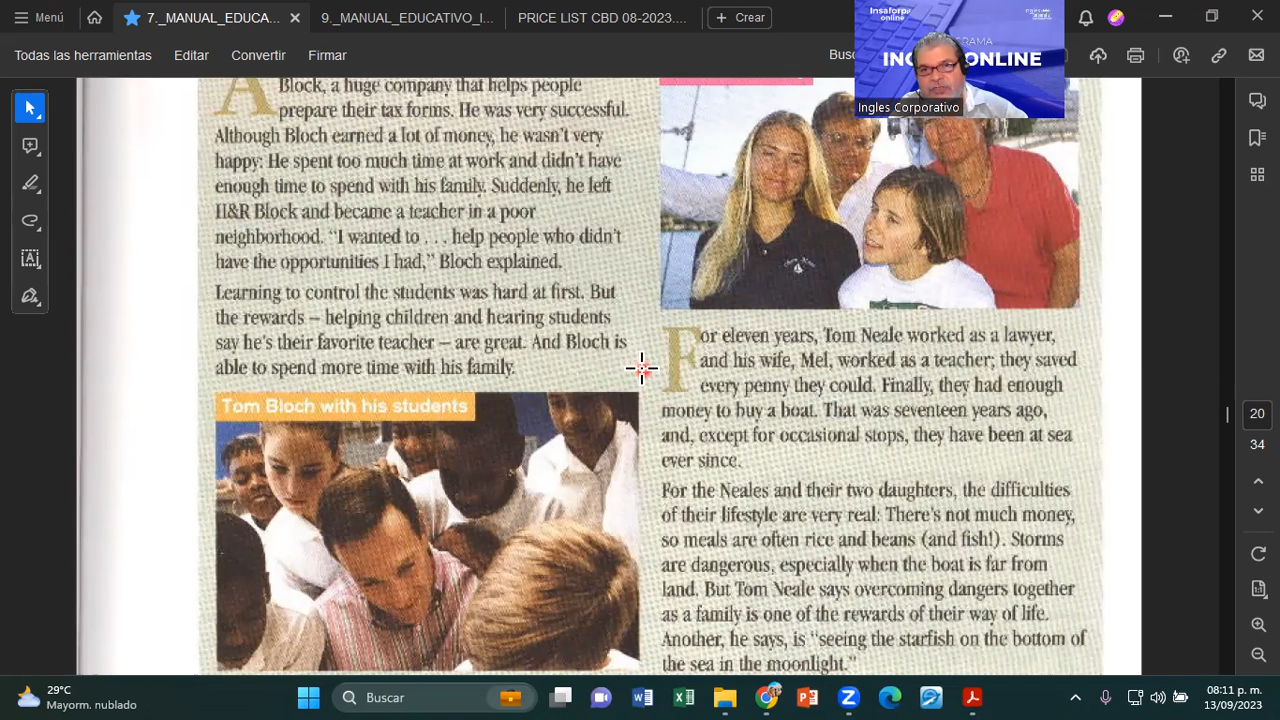 Menú
7._MANUAL_EDUCA...
9._MANUAL_EDUCATIVO_I...
PRICE LIST CBD 08-2023....
Crear
Todas las herramientas
Editar
Convertir
Firmar
Insaforp
online
INGLES ONLINE
Ingles Corporativo
A Block, a huge company that helps people
prepare their tax forms. He was very successful.
Although Bloch earned a lot of money, he wasn't very
happy: He spent too much time at work and didn't have
enough time to spend with his family. Suddenly, he left
H&R Block and became a teacher in a poor
neighborhood. "I wanted to . . . help people who didn't
have the opportunities I had," Bloch explained.
Learning to control the students was hard at first. But
the rewards – helping children and hearing students
say he's their favorite teacher – are great. And Bloch is
able to spend more time with his family.
Tom Bloch with his students
For eleven years, Tom Neale worked as a lawyer,
and his wife, Mel, worked as a teacher; they saved
every penny they could. Finally, they had enough
money to buy a boat. That was seventeen years ago,
and, except for occasional stops, they have been at sea
ever since.
For the Neales and their two daughters, the difficulties
of their lifestyle are very real: There's not much money,
so meals are often rice and beans (and fish!). Storms
are dangerous, especially when the boat is far from
land. But Tom Neale says overcoming dangers together
as a family is one of the rewards of their way of life.
Another, he says, is "seeing the starfish on the bottom of
the sea in the moonlight."
20
34
29°C
Mayorm. nublado
Buscar
08:11 p. m.
13/09/2023